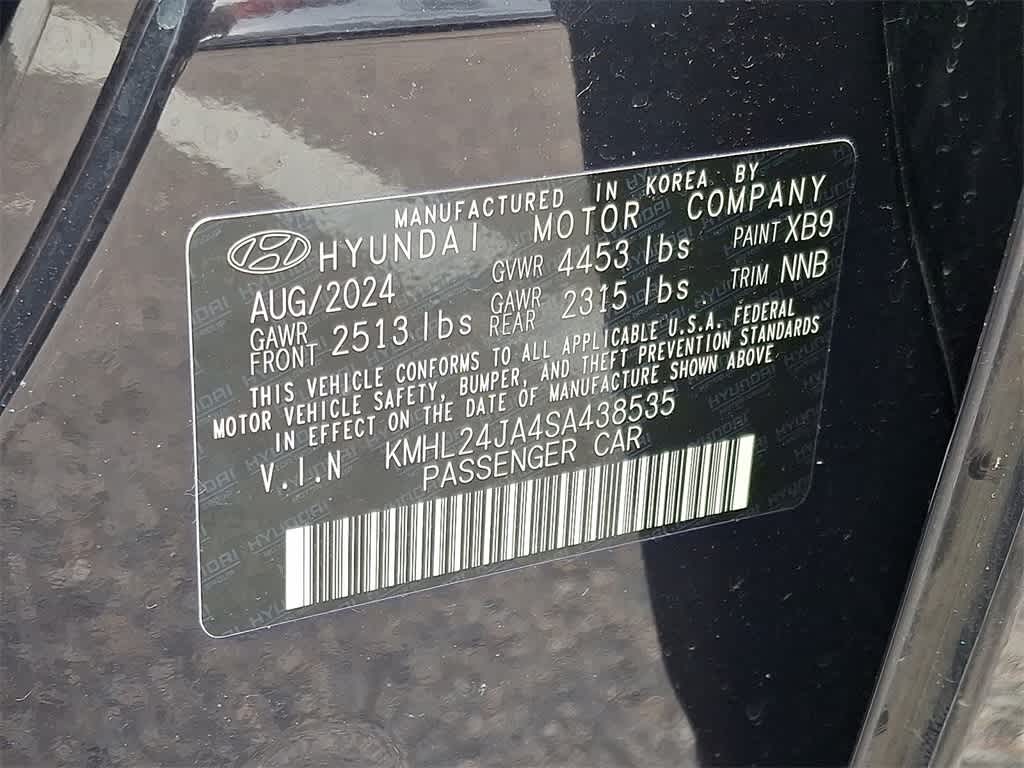 MANUFACTURED IN KOREA BY
HYUNDAI MOTOR COMPANY
AUG/2024 GVWR 4453 lbs PAINT XB9
GAWR FRONT 2513 lbs GAWR REAR 2315 lbs TRIM NNB
THIS VEHICLE CONFORMS TO ALL APPLICABLE U.S.A. FEDERAL
MOTOR VEHICLE SAFETY, BUMPER, AND THEFT PREVENTION STANDARDS
IN EFFECT ON THE DATE OF MANUFACTURE SHOWN ABOVE.
V.I.N KMHL24JA4SA438535
PASSENGER CAR